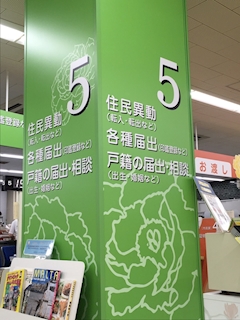 5
住民異動
(転入・転出など)
各種届出(印鑑登録など)
戸籍の届出・相談
(出生・婚姻など)
5
住民異動
(転入・転出など)
各種届出(印鑑登録など)
戸籍の届出・相談
(出生・婚姻など)
お渡し